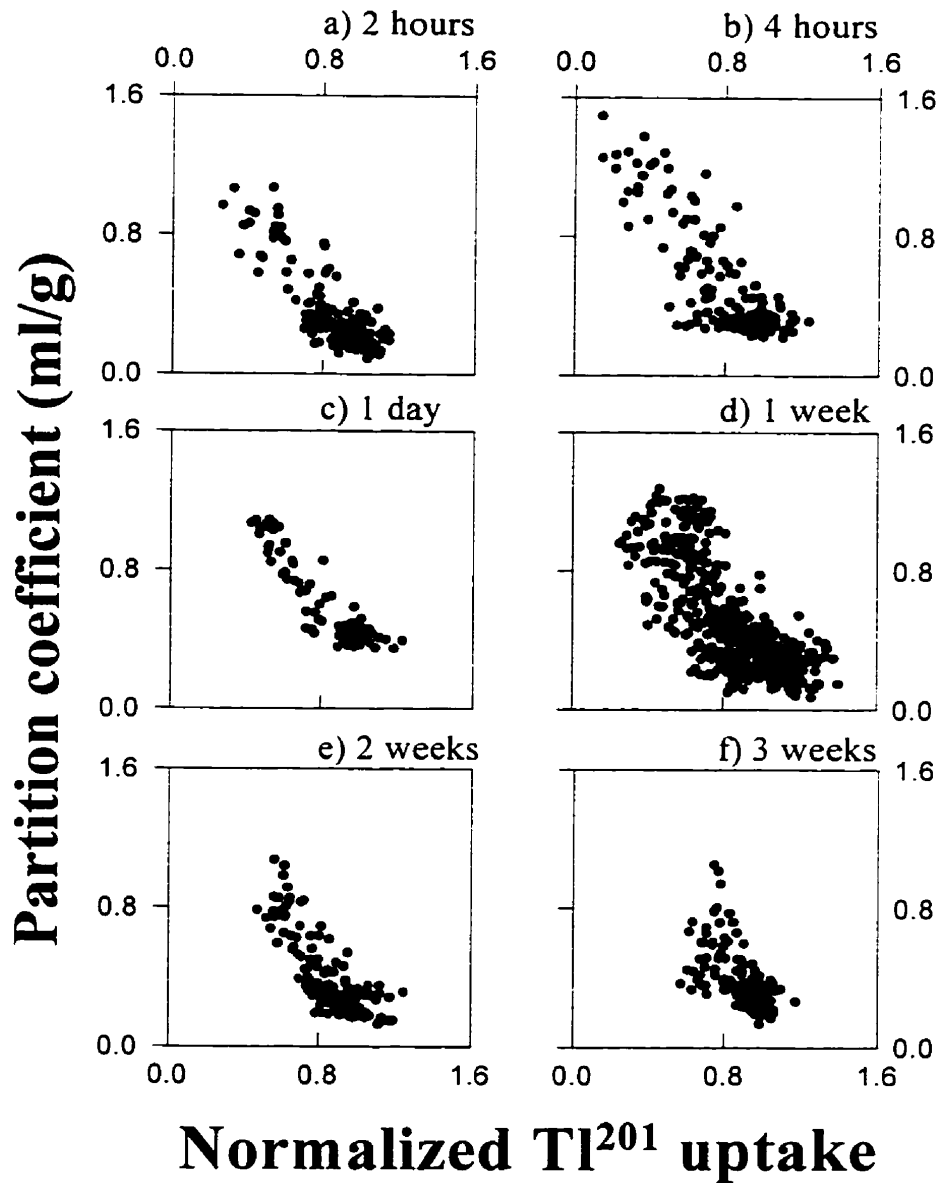 a) 2 hours
0.0 0.8 1.6
b) 4 hours
0.0 0.8 1.6
1.6
0.8
0.0
1.6
0.8
0.0
c) 1 day
1.6
0.8
0.0
d) 1 week
1.6
0.8
0.0
e) 2 weeks
1.6
0.8
0.0
0.0 0.8 1.6
f) 3 weeks
1.6
0.8
0.0
0.0 0.8 1.6
Partition coefficient (ml/g)
Normalized Tl²⁰¹ uptake